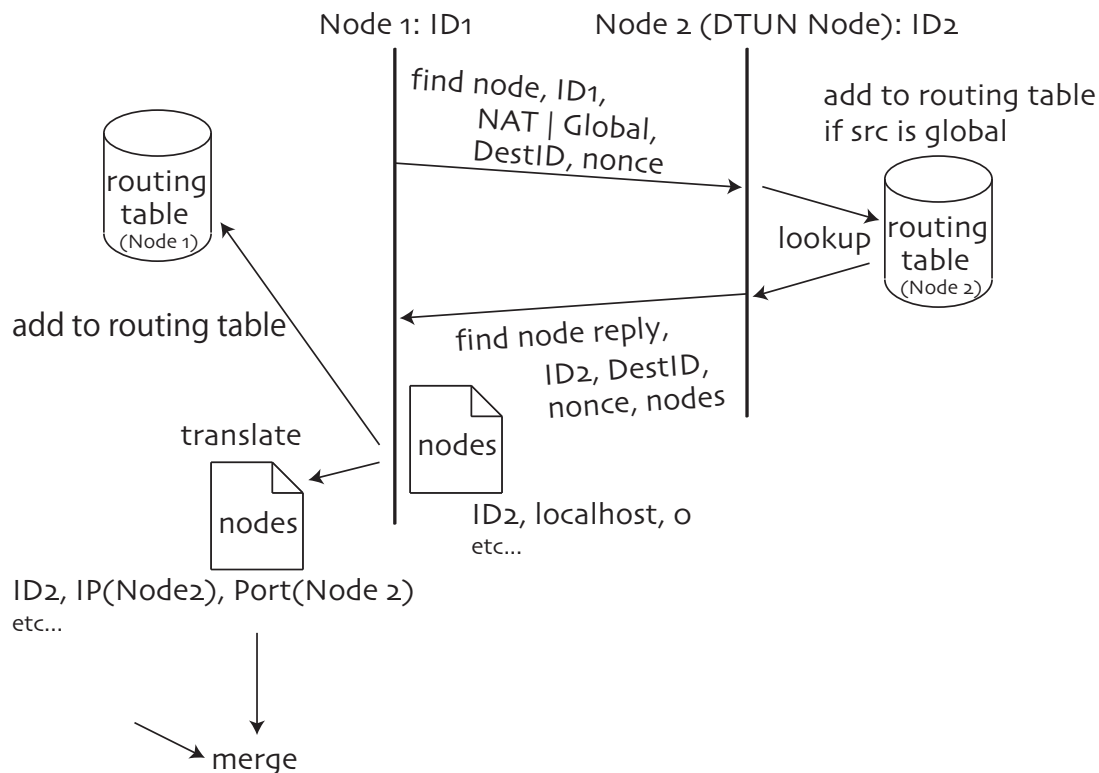 Node 1: ID1
Node 2 (DTUN Node): ID2
find node, ID1,
NAT | Global,
DestID, nonce
add to routing table
if src is global
routing
table
(Node 1)
lookup
routing
table
(Node 2)
add to routing table
find node reply,
ID2, DestID,
nonce, nodes
translate
nodes
nodes
ID2, localhost, 0
etc...
ID2, IP(Node2), Port(Node 2)
etc...
merge